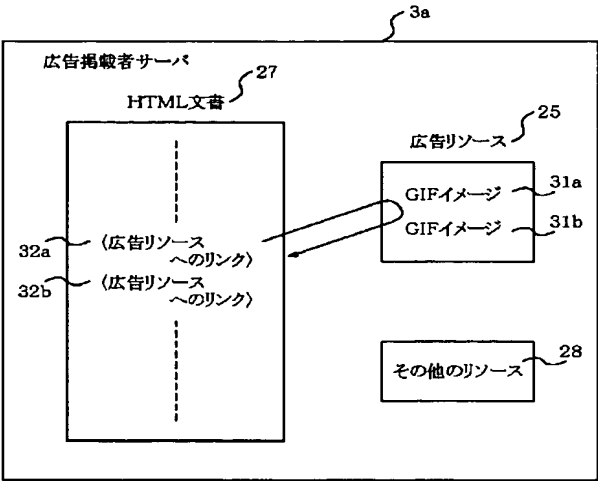 3a
広告掲載者サーバ
27
HTML文書
25
広告リソース
GIFイメージ
31a
GIFイメージ
31b
32a
〈広告リソース
へのリンク〉
32b
〈広告リソース
へのリンク〉
28
その他のリソース